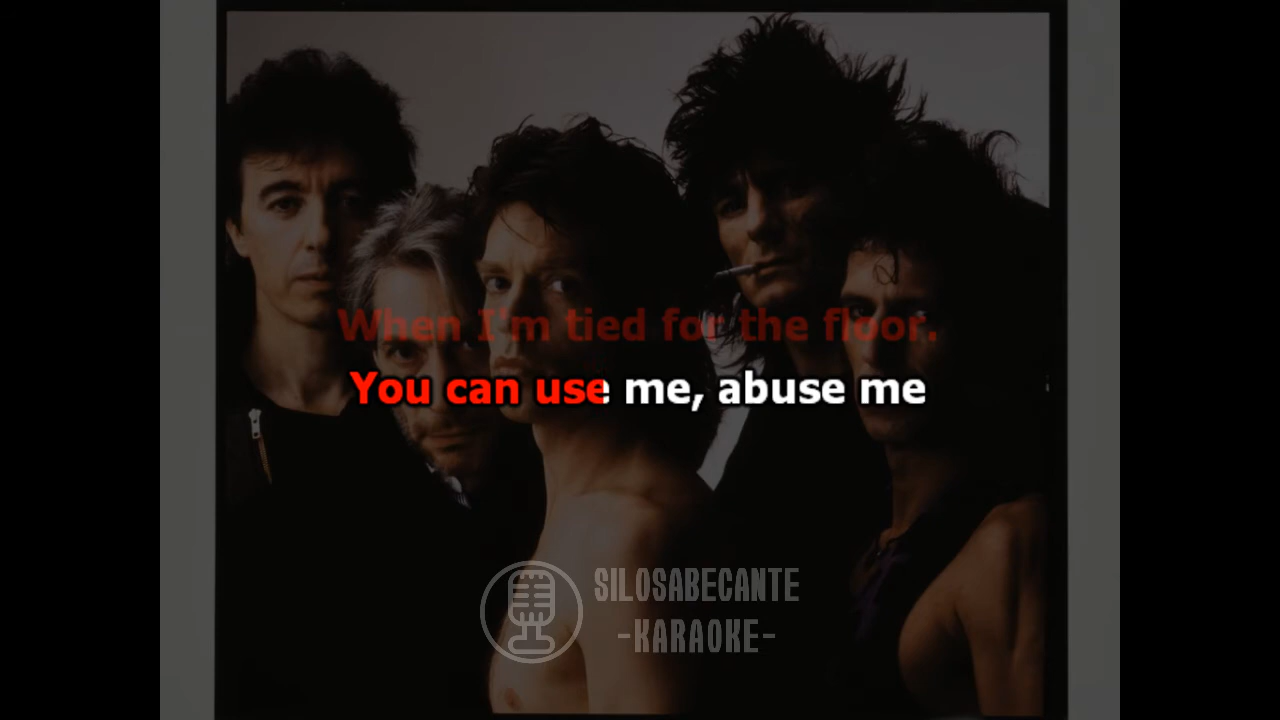 When I'm tied for the floor.
You can use me, abuse me
SILOSABECANTE
-KARAOKE-